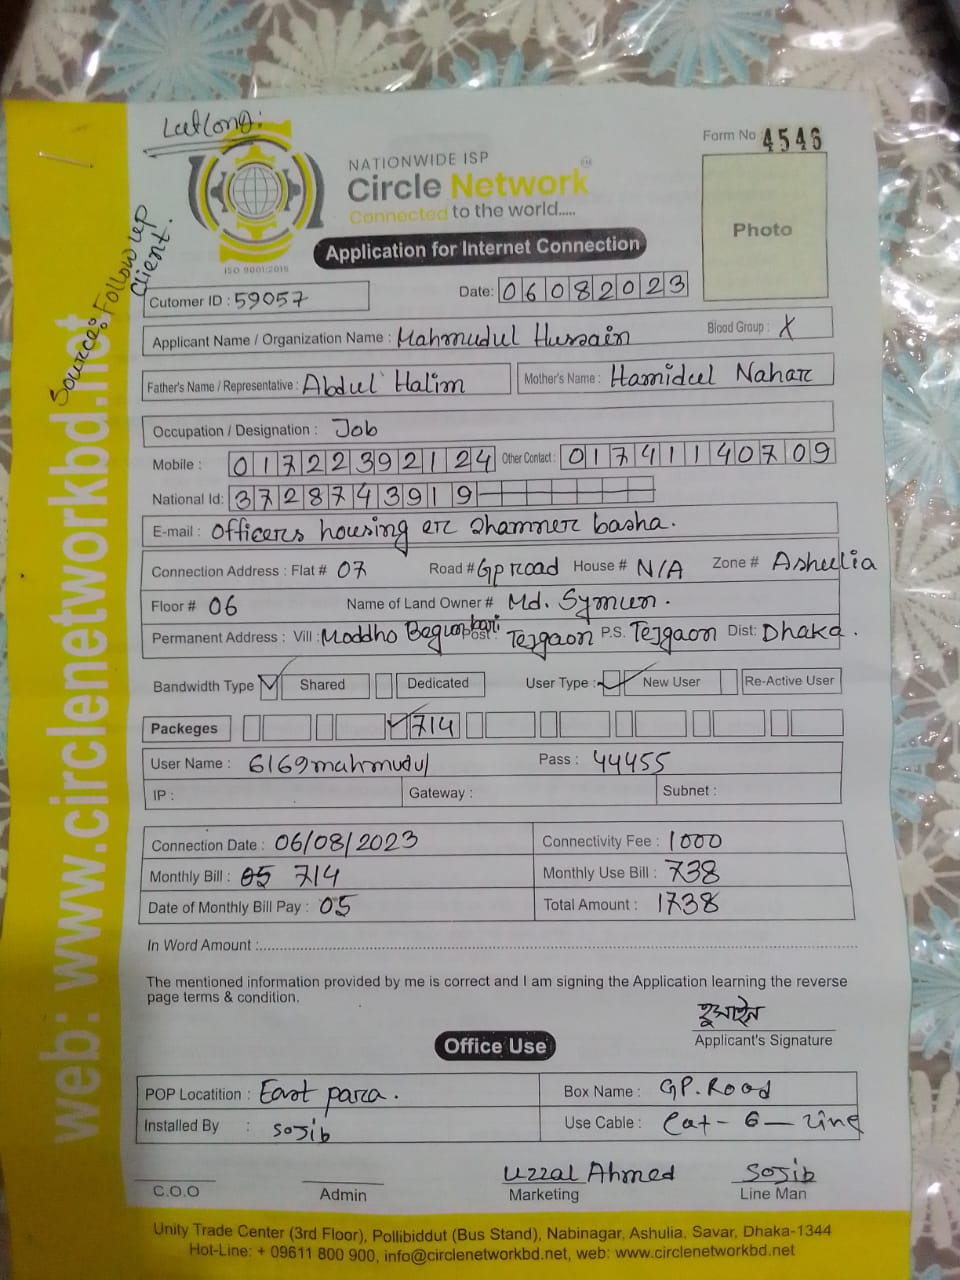 Latlong:
NATIONWIDE ISP
Circle Network
Connected to the world.....
ISO 9001:2015
Form No 4546
Photo
Application for Internet Connection
Source: Follow up Client.
Cutomer ID : 59057
Date: 06082023
Applicant Name / Organization Name : Mahmudul Hussain Blood Group : X
Father's Name / Representative : Abdul Halim Mother's Name : Hamidul Nahar
Occupation / Designation : Job
Mobile : 01722392124 Other Contact : 01741140709
National Id: 3728743919
E-mail : Officers housing er shamner basha.
Connection Address : Flat # 07 Road # GP road House # N/A Zone # Ashulia
Floor # 06 Name of Land Owner # Md. Symun.
Permanent Address : Vill : Moddho Begunbari Post : Tejgaon P.S. Tejgaon Dist: Dhaka.
Bandwidth Type ✓ Shared Dedicated User Type : ✓ New User Re-Active User
Packeges ✓ 714
User Name : 6169mahmudul Pass : 44455
IP : Gateway : Subnet :
Connection Date : 06/08/2023 Connectivity Fee : 1000
Monthly Bill : 05 714 Monthly Use Bill : 738
Date of Monthly Bill Pay : 05 Total Amount : 1738
In Word Amount :
The mentioned information provided by me is correct and I am signing the Application learning the reverse
page terms & condition.
হুসাইন
Applicant's Signature
Office Use
POP Locatition : East para. Box Name : GP. Road
Installed By : Sojib Use Cable : Cat - 6 - Line
Uzzal Ahmed Sojib
C.O.O Admin Marketing Line Man
Unity Trade Center (3rd Floor), Pollibiddut (Bus Stand), Nabinagar, Ashulia, Savar, Dhaka-1344
Hot-Line: + 09611 800 900, info@circlenetworkbd.net, web: www.circlenetworkbd.net
web: www.circlenetworkbd.net